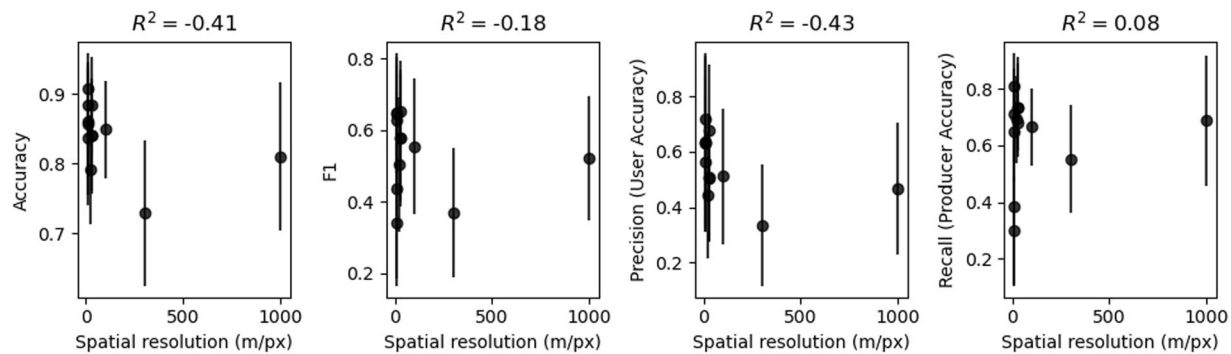 R² = -0.41
Accuracy
0.9
0.8
0.7
0 500 1000
Spatial resolution (m/px)
R² = -0.18
F1
0.8
0.6
0.4
0.2
0 500 1000
Spatial resolution (m/px)
R² = -0.43
Precision (User Accuracy)
0.8
0.6
0.4
0.2
0 500 1000
Spatial resolution (m/px)
R² = 0.08
Recall (Producer Accuracy)
0.8
0.6
0.4
0.2
0 500 1000
Spatial resolution (m/px)